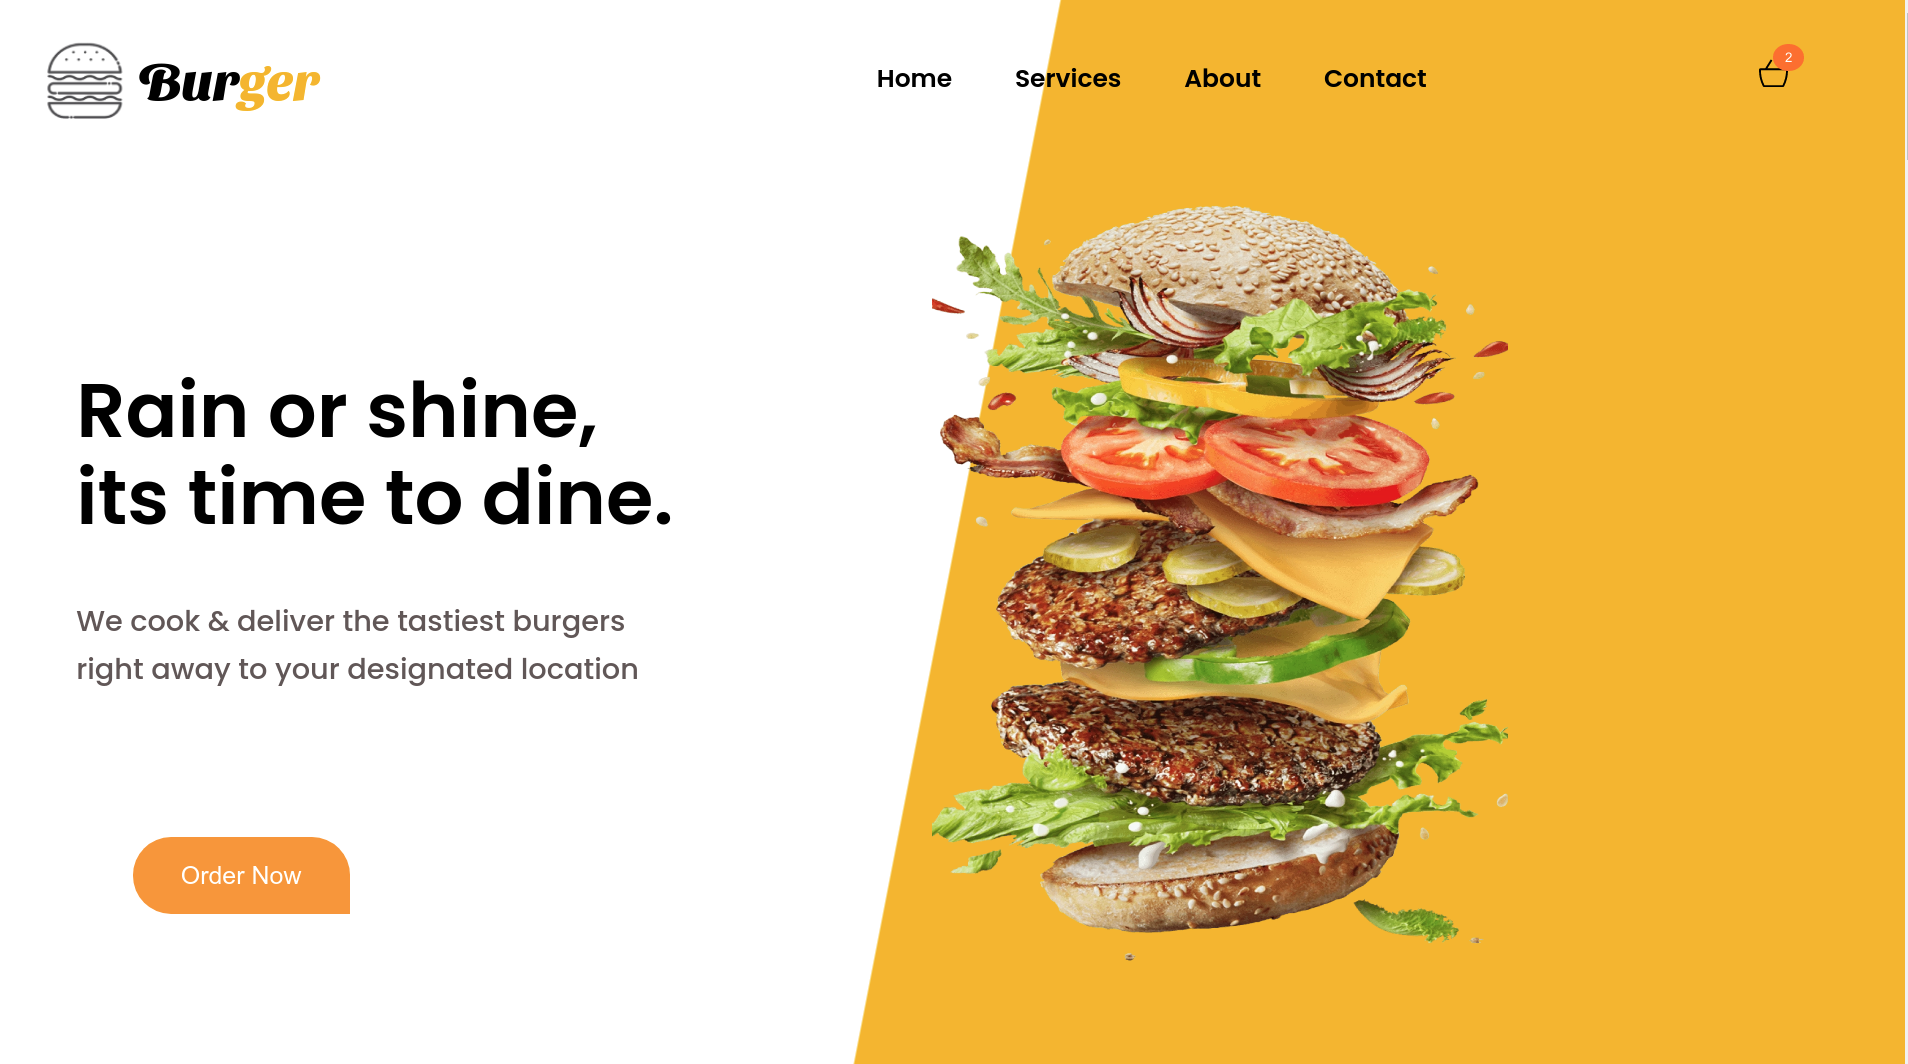 Burger
Home Services About Contact
2
Rain or shine,
its time to dine.
We cook & deliver the tastiest burgers
right away to your designated location
Order Now